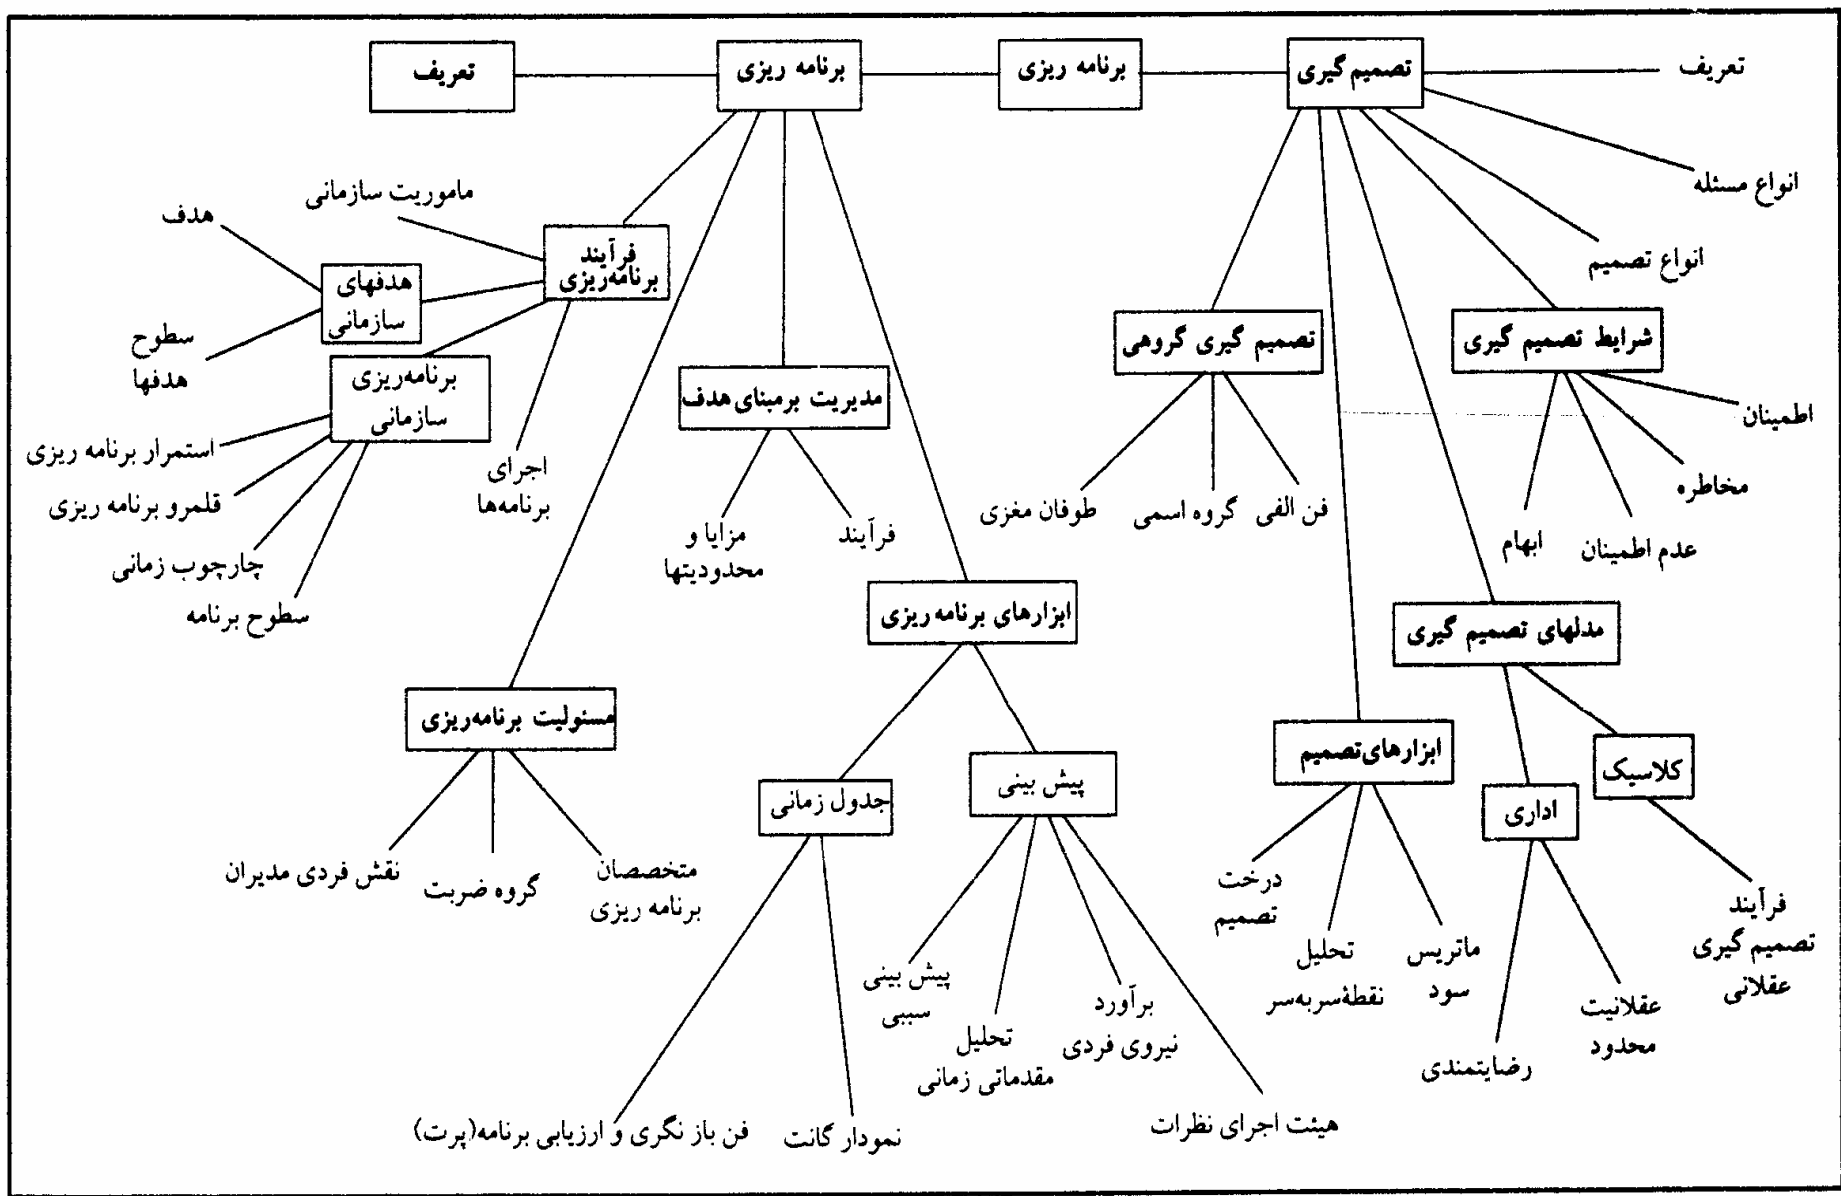 تعریف
تصمیم گیری
برنامه ریزی
برنامه ریزی
تعریف
انواع مسئله
انواع تصمیم
شرایط تصمیم گیری
اطمینان
مخاطره
عدم اطمینان
ابهام
تصمیم گیری گروهی
فن الفی
گروه اسمی
طوفان مغزی
مدلهای تصمیم گیری
کلاسیک
فرآیند
تصمیم گیری
عقلانی
اداری
عقلانیت
محدود
رضایتمندی
ابزارهای تصمیم
ماتریس
سود
تحلیل
نقطهٔ سربه‌سر
درخت
تصمیم
فرآیند
برنامه‌ریزی
ماموریت سازمانی
هدفهای
سازمانی
هدف
سطوح
هدفها
برنامه‌ریزی
سازمانی
استمرار برنامه ریزی
قلمرو برنامه ریزی
چارچوب زمانی
سطوح برنامه
اجرای
برنامه‌ها
مدیریت برمبنای هدف
فرآیند
مزایا و
محدودیتها
ابزارهای برنامه ریزی
پیش بینی
هیئت اجرای نظرات
برآورد
نیروی فردی
تحلیل
مقدماتی زمانی
پیش بینی
سببی
جدول زمانی
نمودار گانت
فن باز نگری و ارزیابی برنامه(پرت)
مسئولیت برنامه‌ریزی
متخصصان
برنامه ریزی
گروه ضربت
نقش فردی مدیران